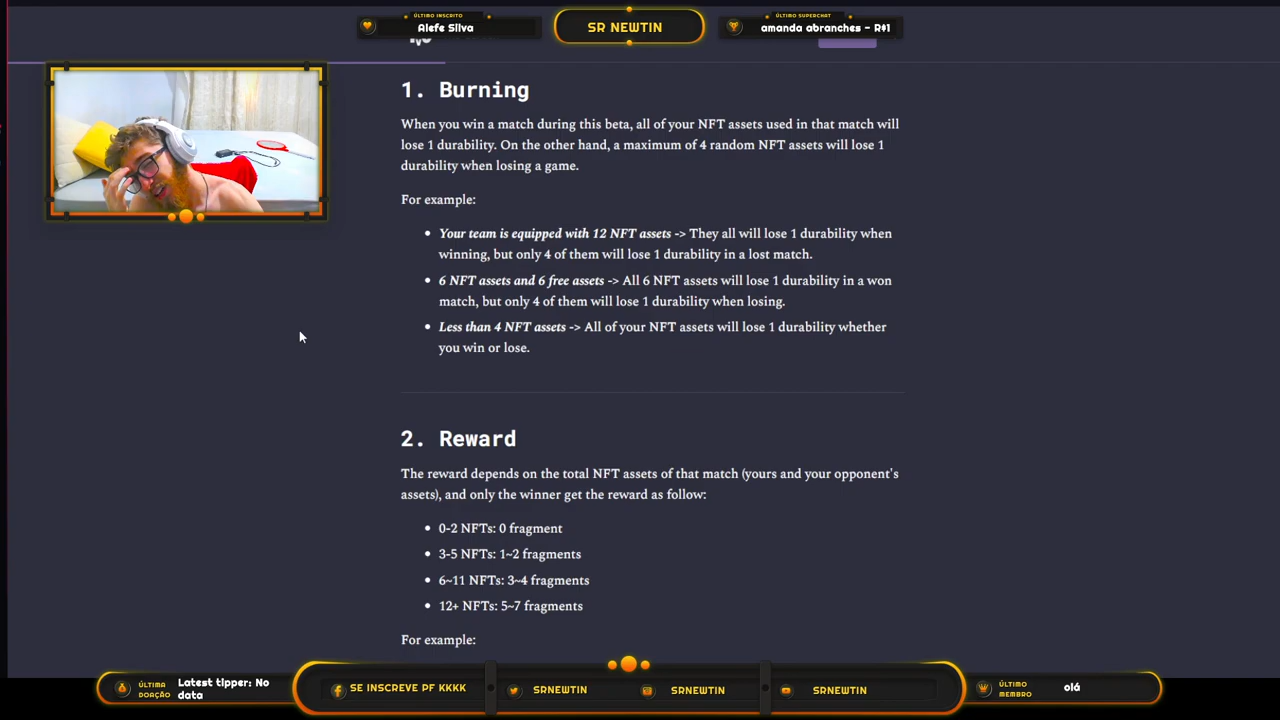 ÚLTIMO INSCRITO
Alefe Silva
SR NEWTIN
ÚLTIMO SUPERCHAT
amanda abranches - R$1
1. Burning
When you win a match during this beta, all of your NFT assets used in that match will
lose 1 durability. On the other hand, a maximum of 4 random NFT assets will lose 1
durability when losing a game.
For example:
• Your team is equipped with 12 NFT assets -> They all will lose 1 durability when
winning, but only 4 of them will lose 1 durability in a lost match.
• 6 NFT assets and 6 free assets -> All 6 NFT assets will lose 1 durability in a won
match, but only 4 of them will lose 1 durability when losing.
• Less than 4 NFT assets -> All of your NFT assets will lose 1 durability whether
you win or lose.
2. Reward
The reward depends on the total NFT assets of that match (yours and your opponent's
assets), and only the winner get the reward as follow:
• 0-2 NFTs: 0 fragment
• 3-5 NFTs: 1~2 fragments
• 6~11 NFTs: 3~4 fragments
• 12+ NFTs: 5~7 fragments
For example:
ÚLTIMA
DOAÇÃO
Latest tipper: No
data
SE INSCREVE PF KKKK
SRNEWTIN
SRNEWTIN
SRNEWTIN
ÚLTIMO
MEMBRO
olá